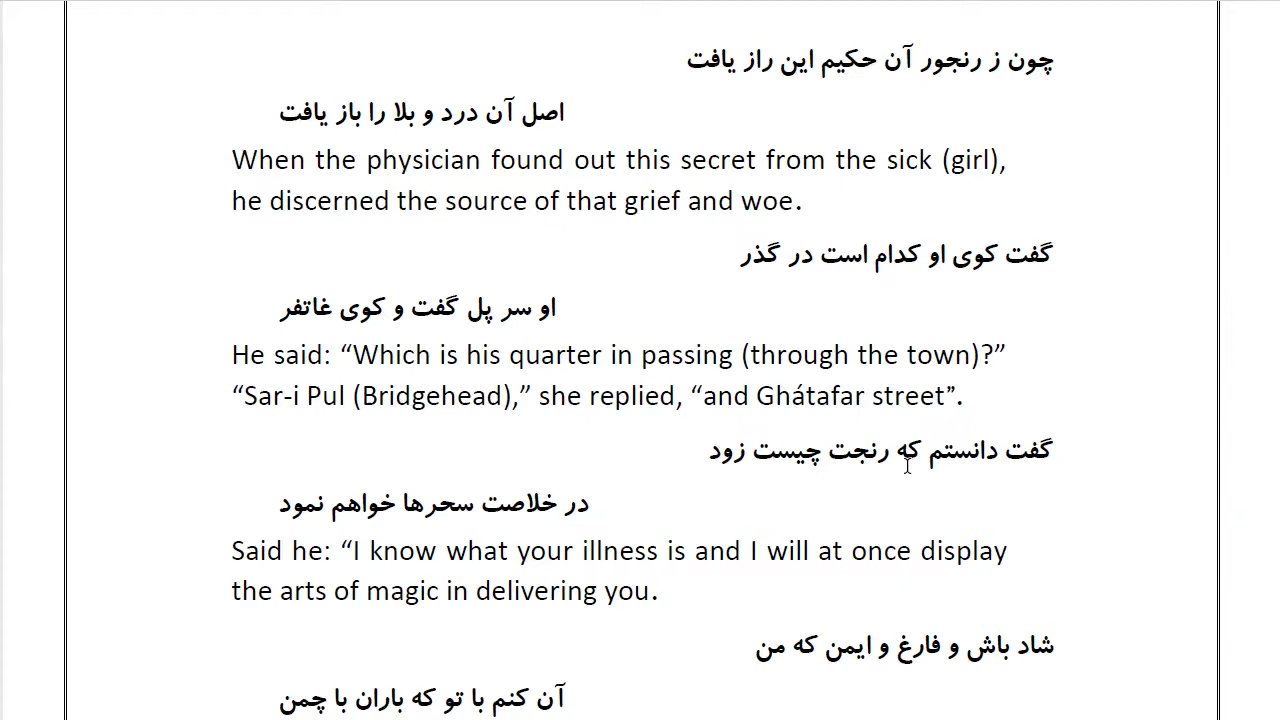 چون ز رنجور آن حکیم این راز یافت
اصل آن درد و بلا را باز یافت
When the physician found out this secret from the sick (girl),
he discerned the source of that grief and woe.
گفت کوی او کدام است در گذر
او سر پل گفت و کوی غاتفر
He said: “Which is his quarter in passing (through the town)?”
“Sar-i Pul (Bridgehead),” she replied, “and Ghátafar street”.
گفت دانستم که رنجت چیست زود
در خلاصت سحرها خواهم نمود
Said he: “I know what your illness is and I will at once display
the arts of magic in delivering you.
شاد باش و فارغ و ایمن که من
آن کنم با تو که باران با چمن